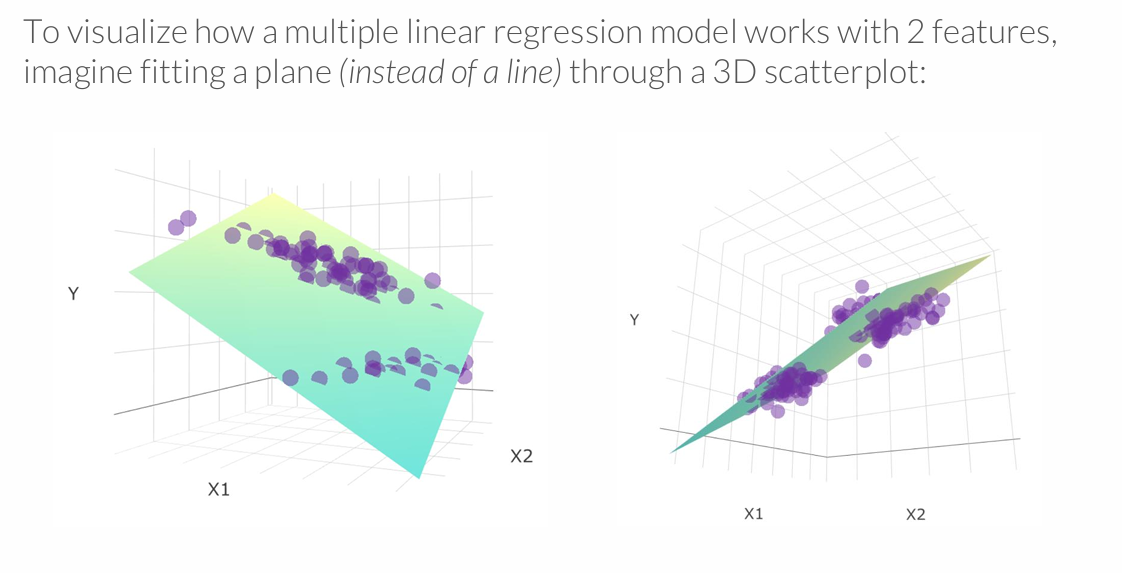 To visualize how a multiple linear regression model works with 2 features,
imagine fitting a plane (instead of a line) through a 3D scatterplot:
Y
X1
X2
Y
X1
X2